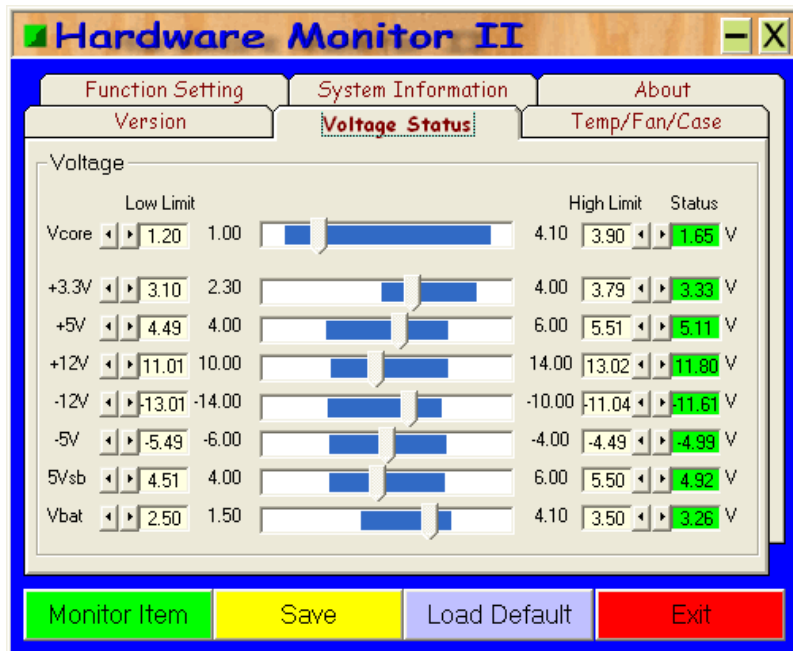 Hardware Monitor II
Function Setting System Information About
Version Voltage Status Temp/Fan/Case
Voltage
Low Limit High Limit Status
Vcore 1.20 1.00 4.10 3.90 1.65 V
+3.3V 3.10 2.30 4.00 3.79 3.33 V
+5V 4.49 4.00 6.00 5.51 5.11 V
+12V 11.01 10.00 14.00 13.02 11.80 V
-12V -13.01 -14.00 -10.00 -11.04 -11.61 V
-5V -5.49 -6.00 -4.00 -4.49 -4.99 V
5Vsb 4.51 4.00 6.00 5.50 4.92 V
Vbat 2.50 1.50 4.10 3.50 3.26 V
Monitor Item Save Load Default Exit